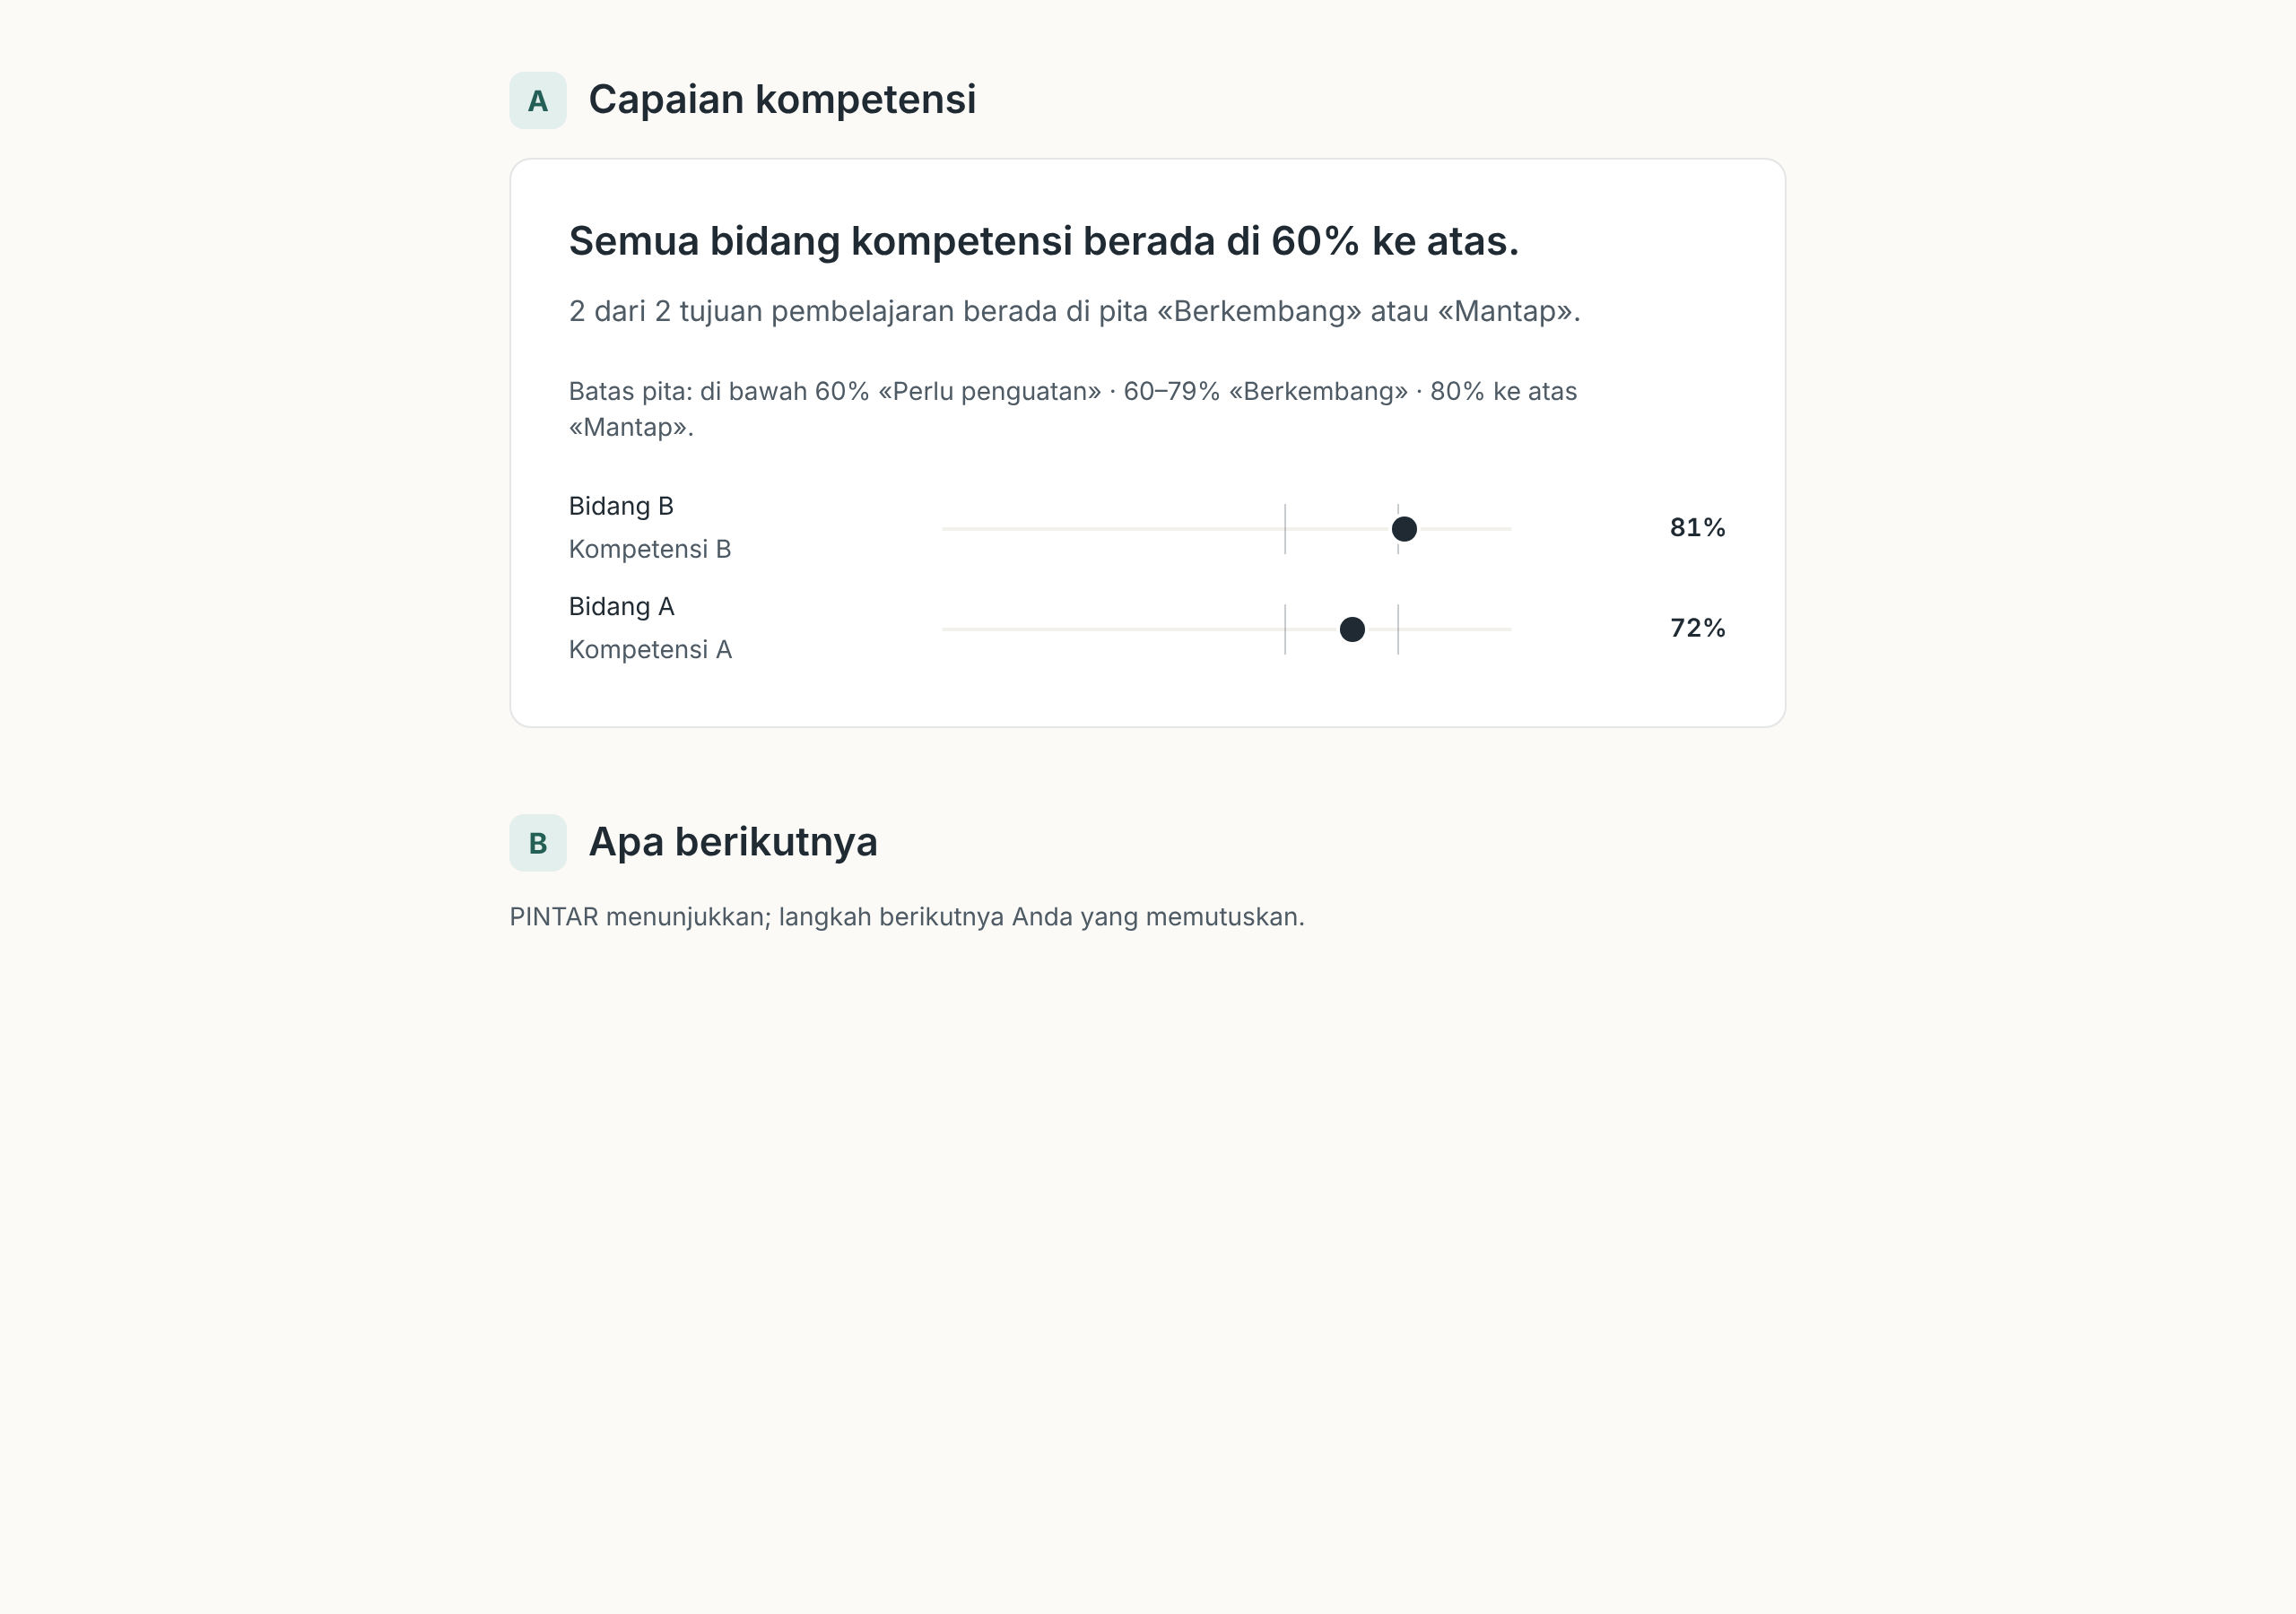 A
Capaian kompetensi
Semua bidang kompetensi berada di 60% ke atas.
2 dari 2 tujuan pembelajaran berada di pita «Berkembang» atau «Mantap».
Batas pita: di bawah 60% «Perlu penguatan» · 60–79% «Berkembang» · 80% ke atas
«Mantap».
Bidang B
Kompetensi B
81%
Bidang A
Kompetensi A
72%
B
Apa berikutnya
PINTAR menunjukkan; langkah berikutnya Anda yang memutuskan.